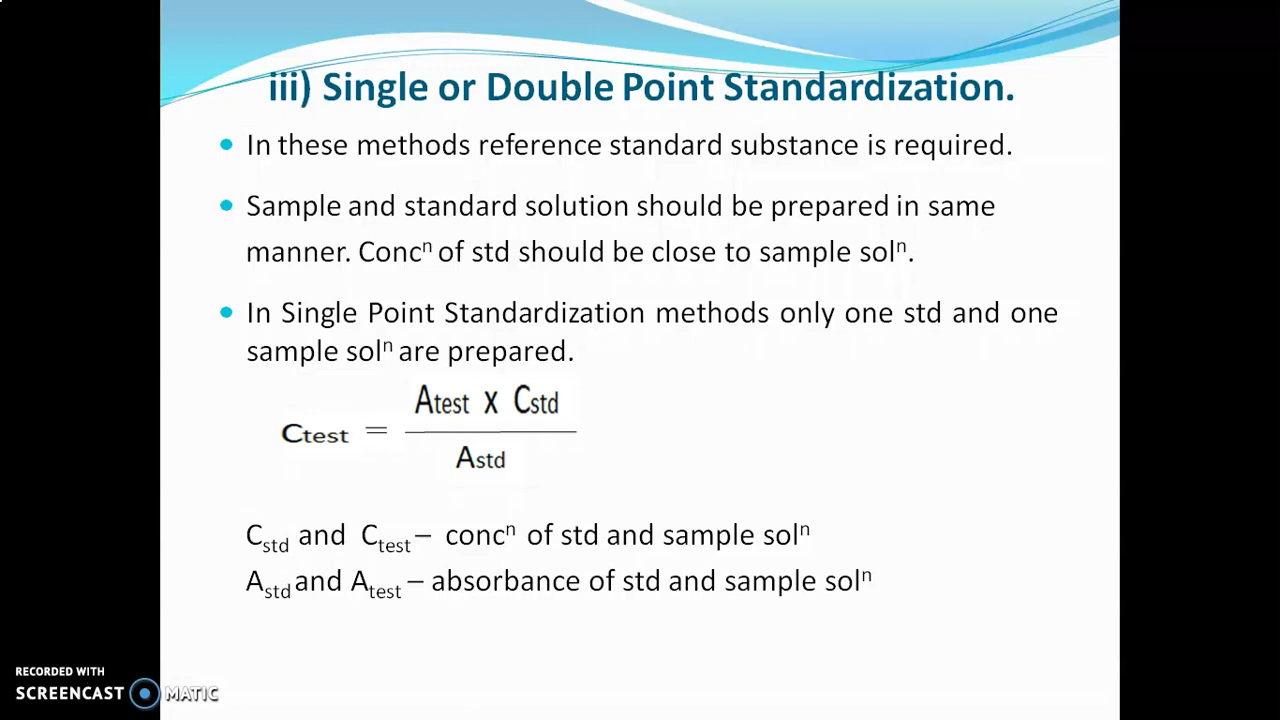 iii) Single or Double Point Standardization.
• In these methods reference standard substance is required.
• Sample and standard solution should be prepared in same
manner. Concⁿ of std should be close to sample solⁿ.
• In Single Point Standardization methods only one std and one
sample solⁿ are prepared.
Atest x Cstd
Ctest =
Astd
Cstd and Ctest – concⁿ of std and sample solⁿ
Astd and Atest – absorbance of std and sample solⁿ
RECORDED WITH
SCREENCAST MATIC